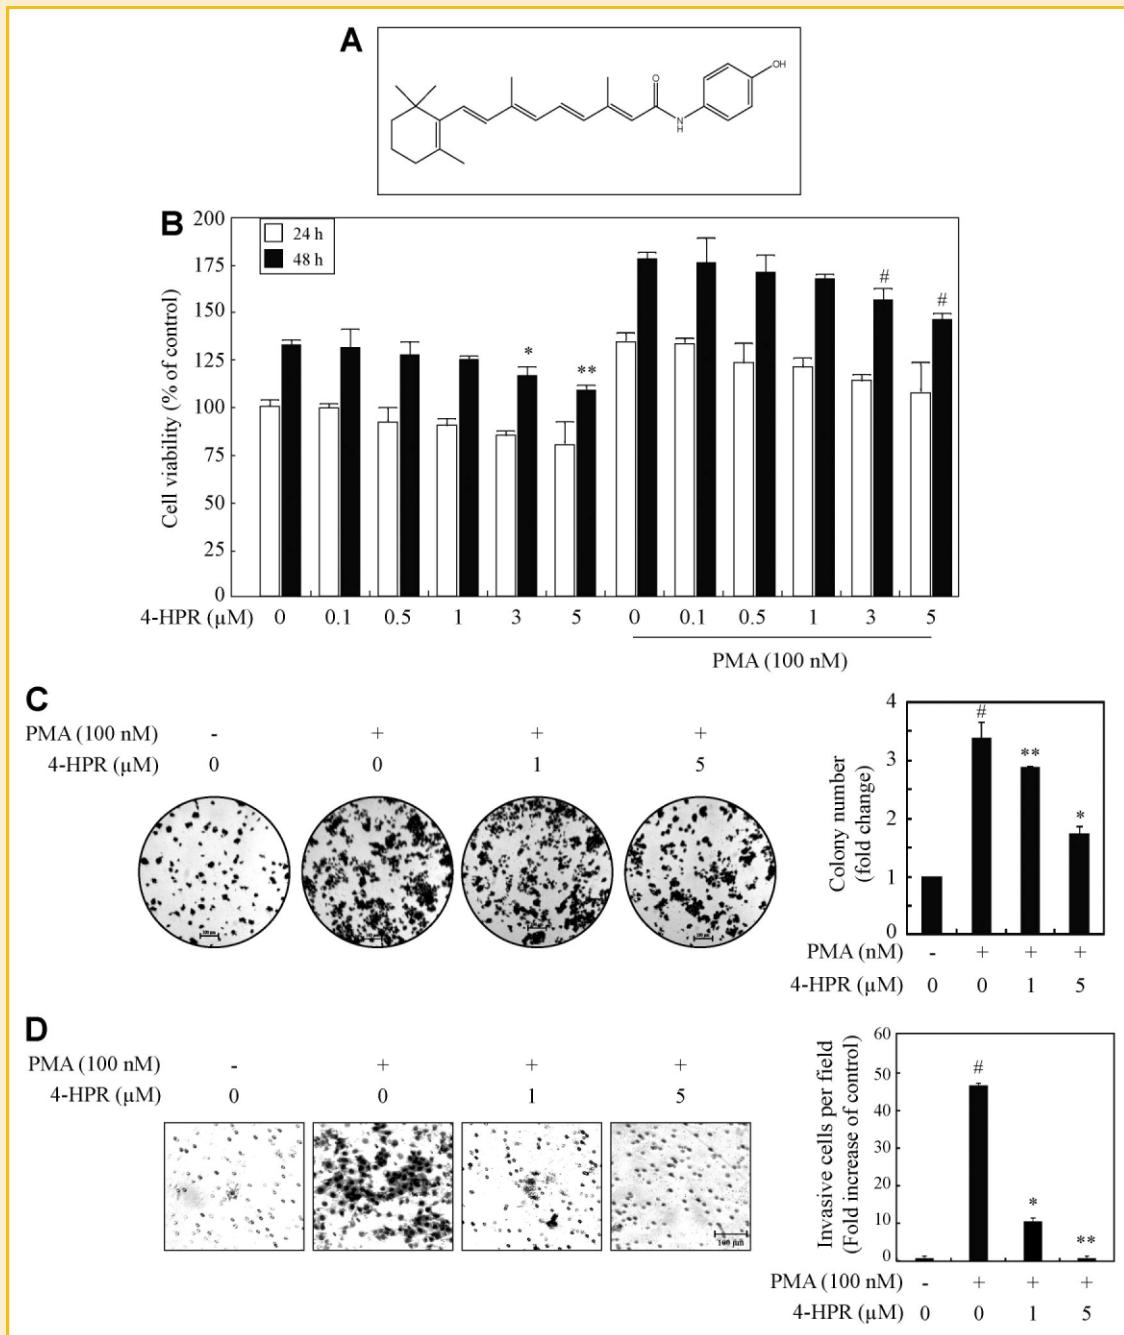 A
O
OH
N
H
B
200
175
150
125
100
75
50
25
0
Cell viability (% of control)
24 h
48 h
*
**
#
#
4-HPR (µM) 0 0.1 0.5 1 3 5 0 0.1 0.5 1 3 5
PMA (100 nM)
C
PMA (100 nM) - + + +
4-HPR (µM) 0 0 1 5
Colony number
(fold change)
4
3
2
1
0
#
**
*
PMA (nM) - + + +
4-HPR (µM) 0 0 1 5
D
PMA (100 nM) - + + +
4-HPR (µM) 0 0 1 5
100 µm
Invasive cells per field
(Fold increase of control)
60
50
40
30
20
10
0
#
*
**
PMA (100 nM) - + + +
4-HPR (µM) 0 0 1 5